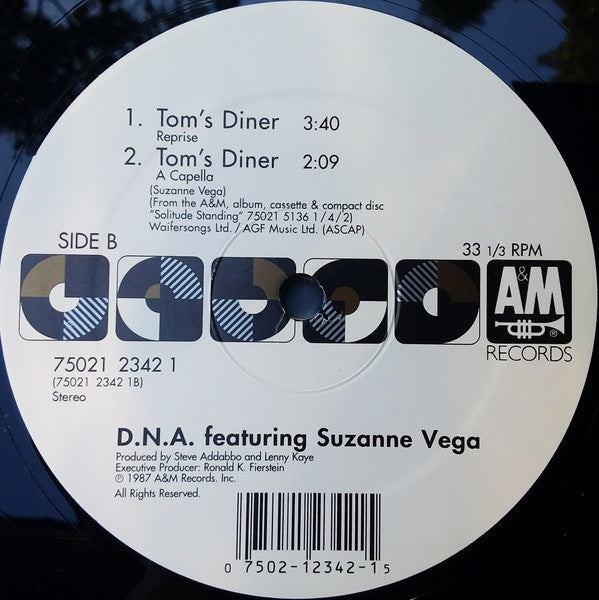 1. Tom's Diner 3:40
Reprise
2. Tom's Diner 2:09
A Capella
(Suzanne Vega)
(From the A&M, album, cassette & compact disc
"Solitude Standing" 75021 5136 1/4/2)
Waifersongs Ltd./AGF Music Ltd. (ASCAP)
SIDE B
33 1/3 RPM
A&M
®
RECORDS
75021 2342 1
(75021 2342 1B)
Stereo
D.N.A. featuring Suzanne Vega
Produced by Steve Addabbo and Lenny Kaye
Executive Producer: Ronald K. Fierstein
℗ 1987 A&M Records. Inc.
All Rights Reserved.
0 7502-12342-1 5